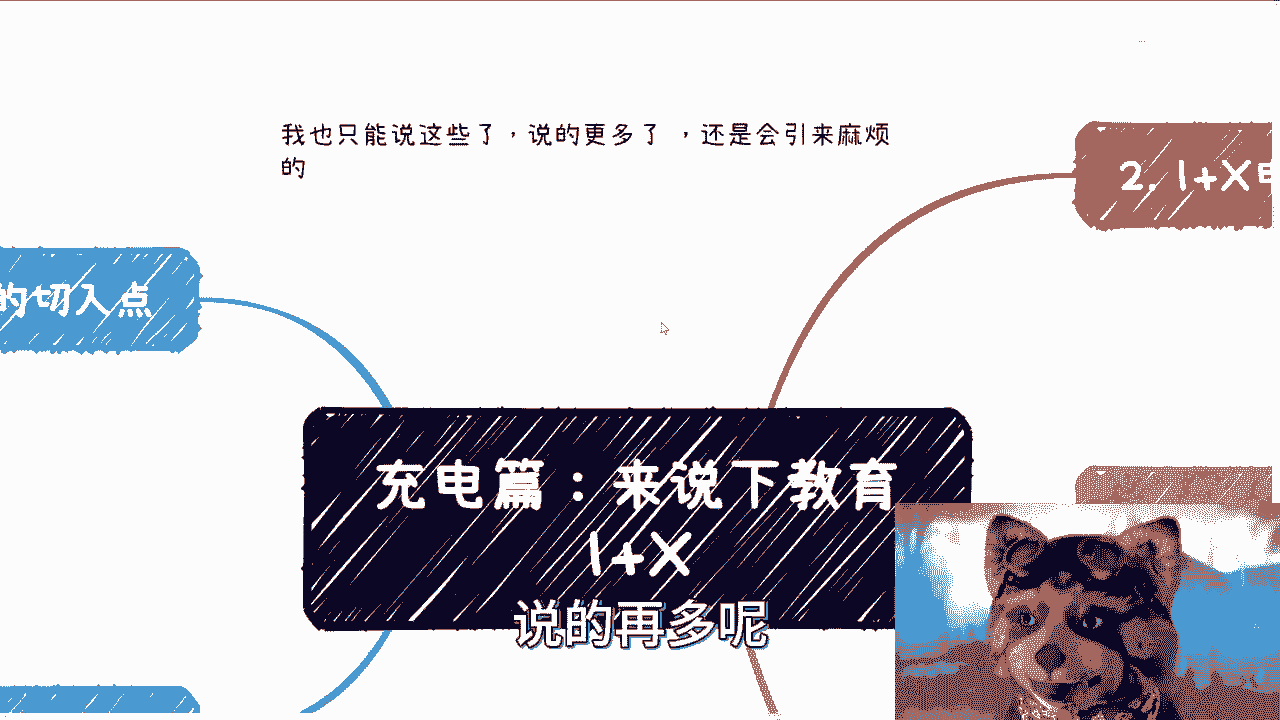 我也只能说这些了，说的更多了，还是会引来麻烦
的
2. 1+X
的切入点
充电篇：来说下教育
1+X
说的再多呢